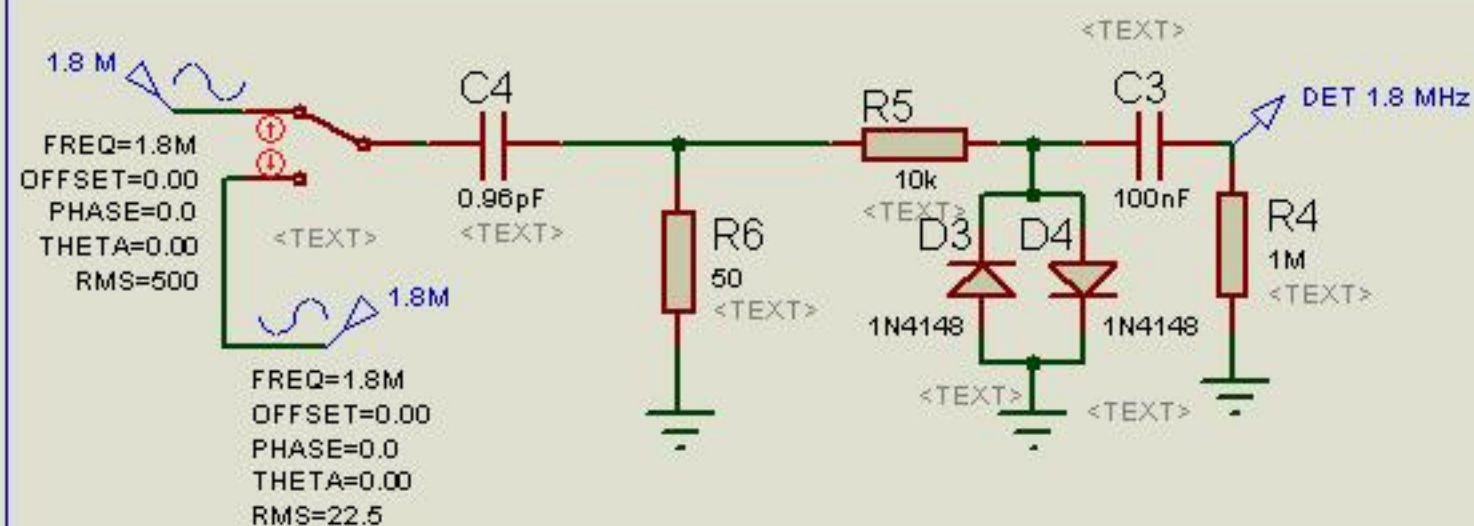 <TEXT>
1.8 M
C4
C3
DET 1.8 MHz
R5
FREQ=1.8M
OFFSET=0.00
PHASE=0.0
THETA=0.00
RMS=500
0.96pF
<TEXT>
<TEXT>
10k
<TEXT>
100nF
R6
50
<TEXT>
D3
D4
R4
1M
<TEXT>
1.8M
1N4148
1N4148
FREQ=1.8M
OFFSET=0.00
PHASE=0.0
THETA=0.00
RMS=22.5
<TEXT>
<TEXT>